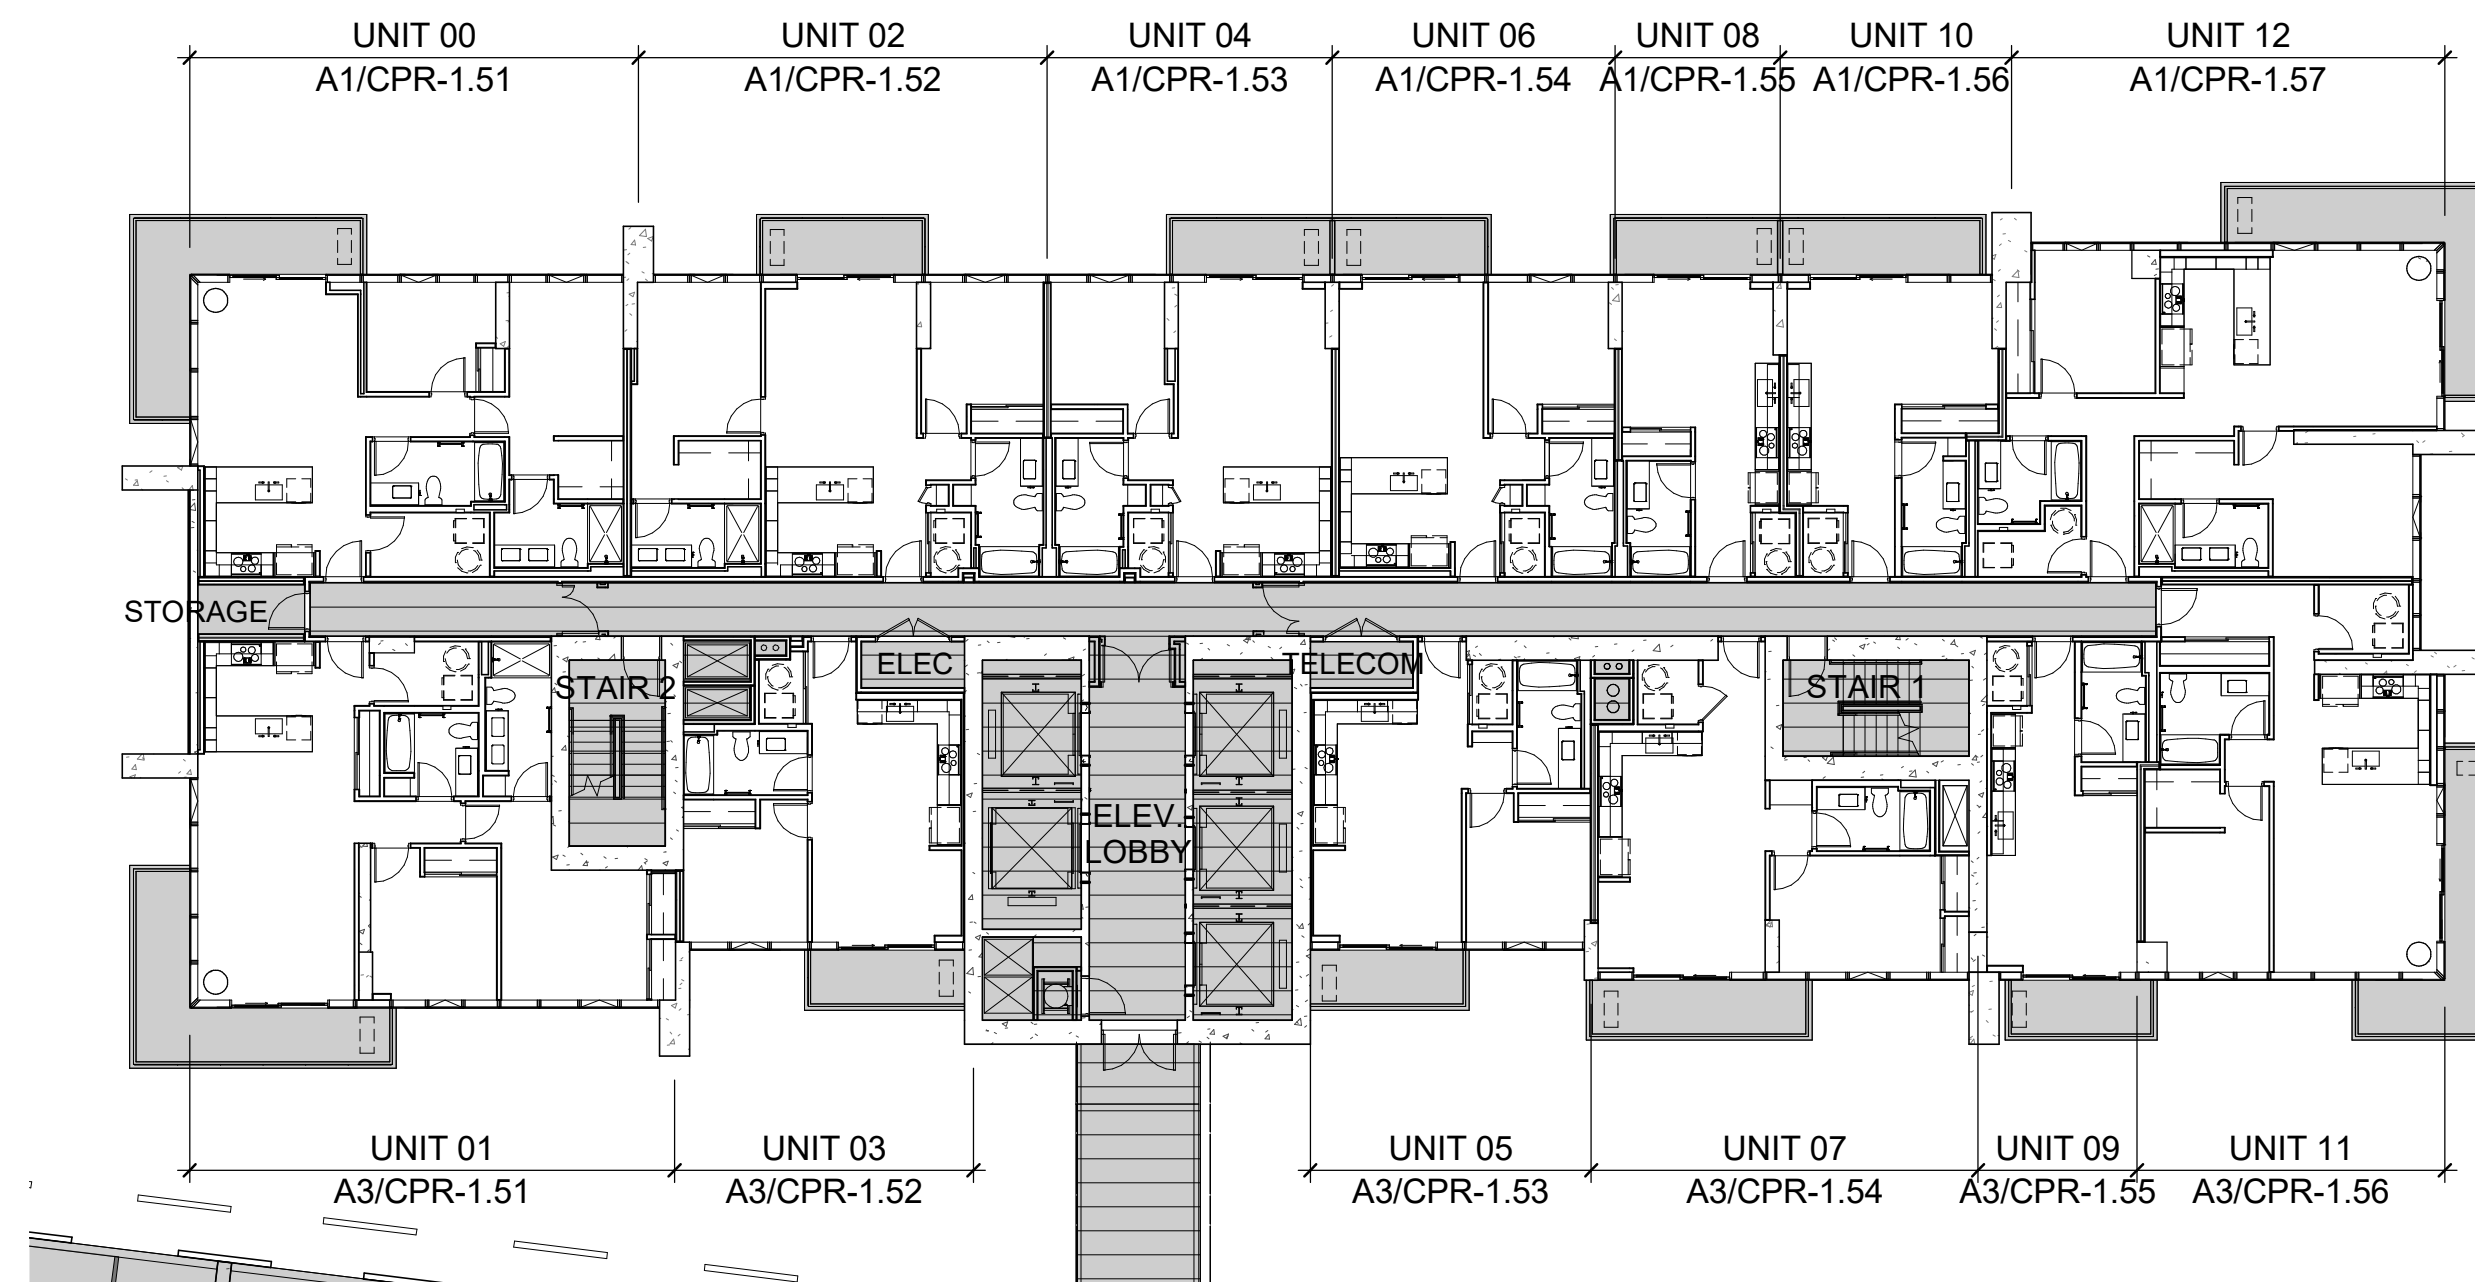 UNIT 00
UNIT 02
UNIT 04
UNIT 06
UNIT 08
UNIT 10
UNIT 12
A1/CPR-1.51
A1/CPR-1.52
A1/CPR-1.53
A1/CPR-1.54
A1/CPR-1.55
A1/CPR-1.56
A1/CPR-1.57
STORAGE
ELEC
TELECOM
STAIR 2
STAIR 1
ELEV.
LOBBY
UNIT 01
UNIT 03
UNIT 05
UNIT 07
UNIT 09
UNIT 11
A3/CPR-1.51
A3/CPR-1.52
A3/CPR-1.53
A3/CPR-1.54
A3/CPR-1.55
A3/CPR-1.56